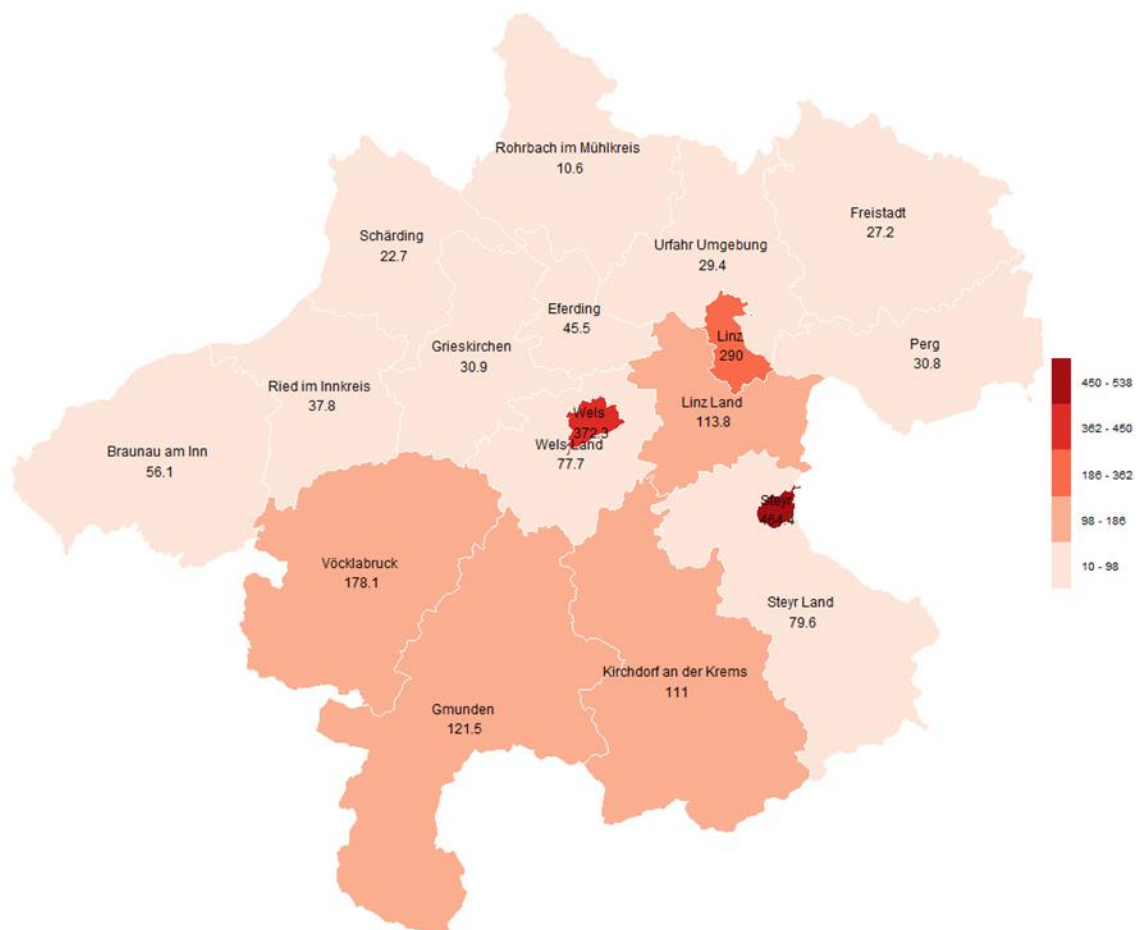 Rohrbach im Mühlkreis
10.6
Freistadt
27.2
Schärding
22.7
Urfahr Umgebung
29.4
Eferding
45.5
Linz
290
Grieskirchen
30.9
Perg
30.8
Ried im Innkreis
37.8
Linz Land
113.8
Wels
372.3
Wels Land
77.7
Braunau am Inn
56.1
Steyr
464.4
Vöcklabruck
178.1
Steyr Land
79.6
Kirchdorf an der Krems
111
Gmunden
121.5
450 - 538
362 - 450
186 - 362
98 - 186
10 - 98